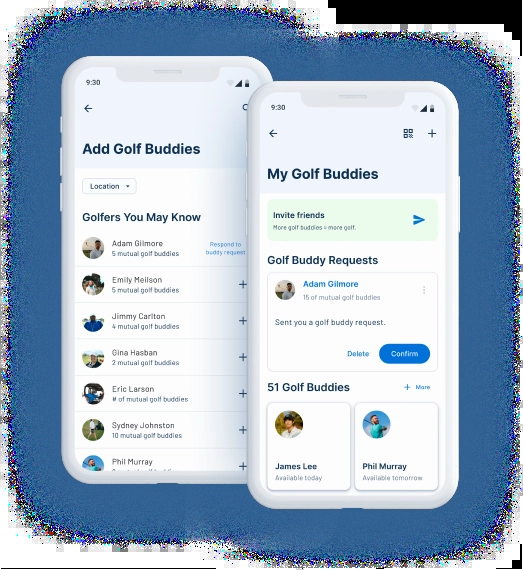 9:30
Add Golf Buddies
Location
Golfers You May Know
Adam Gilmore
5 mutual golf buddies
Respond to
buddy request
Emily Meilson
5 mutual golf buddies
Jimmy Carlton
4 mutual golf buddies
Gina Hasban
2 mutual golf buddies
Eric Larson
# of mutual golf buddies
Sydney Johnston
10 mutual golf buddies
Phil Murray
9:30
My Golf Buddies
Invite friends
More golf buddies = more golf.
Golf Buddy Requests
Adam Gilmore
15 of mutual golf buddies
Sent you a golf buddy request.
Delete Confirm
51 Golf Buddies
+ More
James Lee
Available today
Phil Murray
Available tomorrow